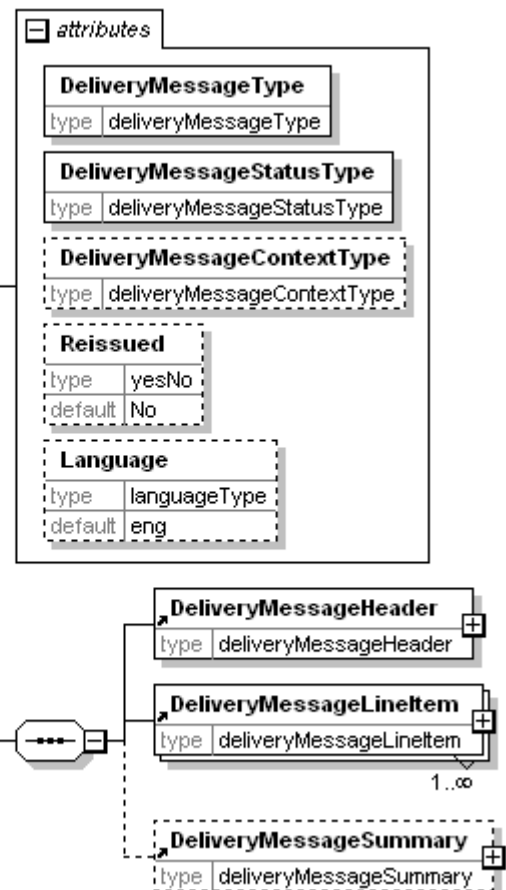 attributes
DeliveryMessageType
type deliveryMessageType
DeliveryMessageStatusType
type deliveryMessageStatusType
DeliveryMessageContextType
type deliveryMessageContextType
Reissued
type yesNo
default No
Language
type languageType
default eng
DeliveryMessageHeader
type deliveryMessageHeader
DeliveryMessageLineItem
type deliveryMessageLineItem
1..∞
DeliveryMessageSummary
type deliveryMessageSummary